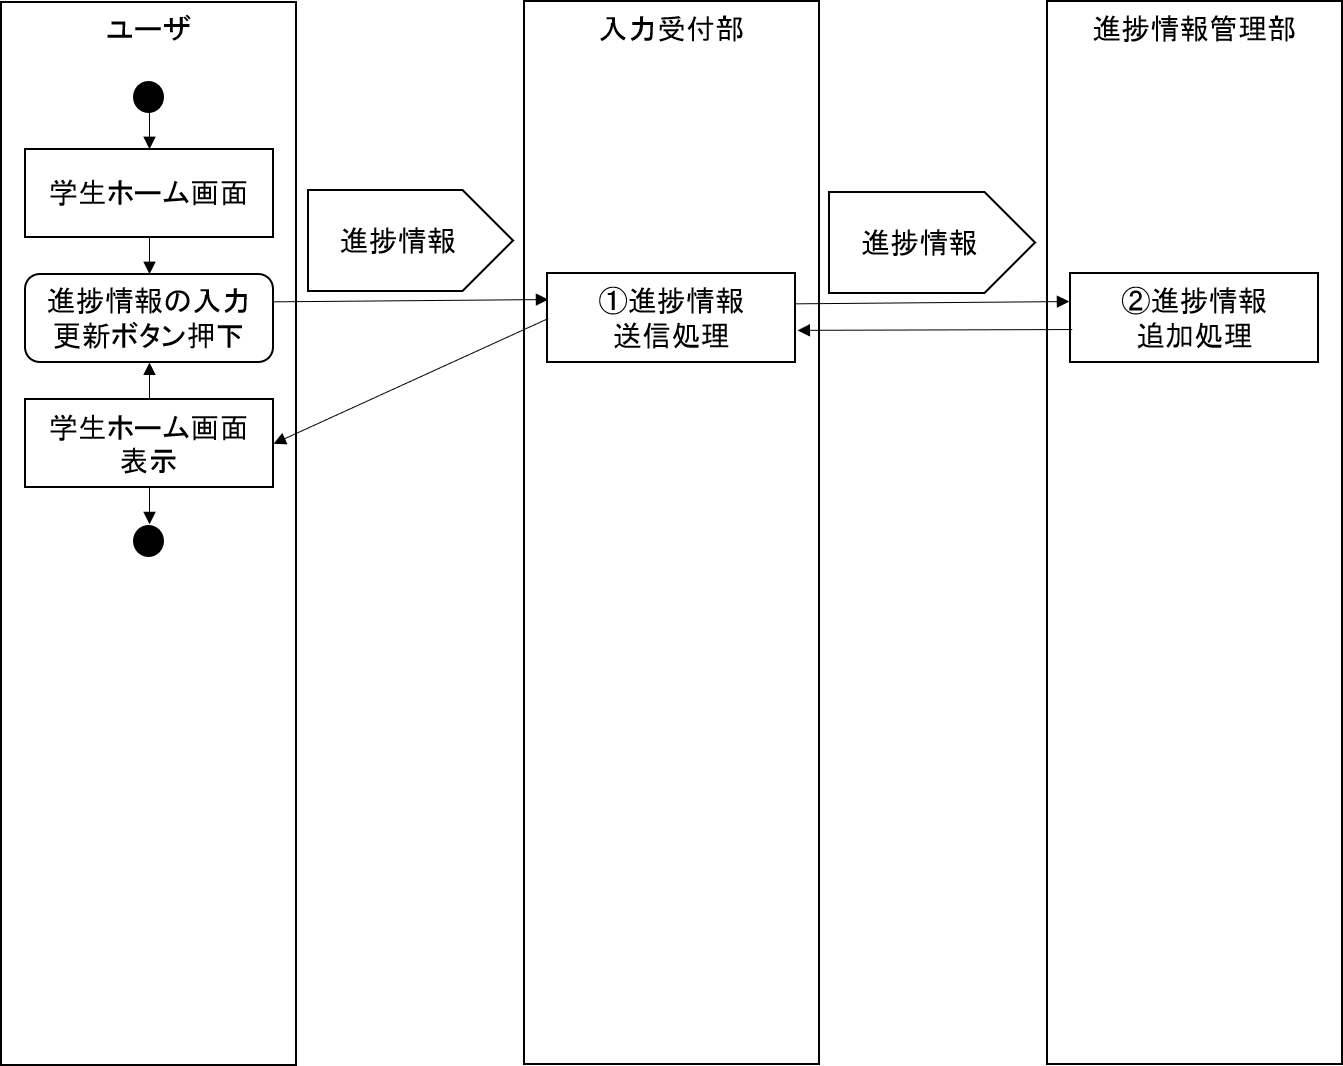 ユーザ
入力受付部
進捗情報管理部
学生ホーム画面
進捗情報
進捗情報
進捗情報の入力
更新ボタン押下
①進捗情報
送信処理
②進捗情報
追加処理
学生ホーム画面
表示